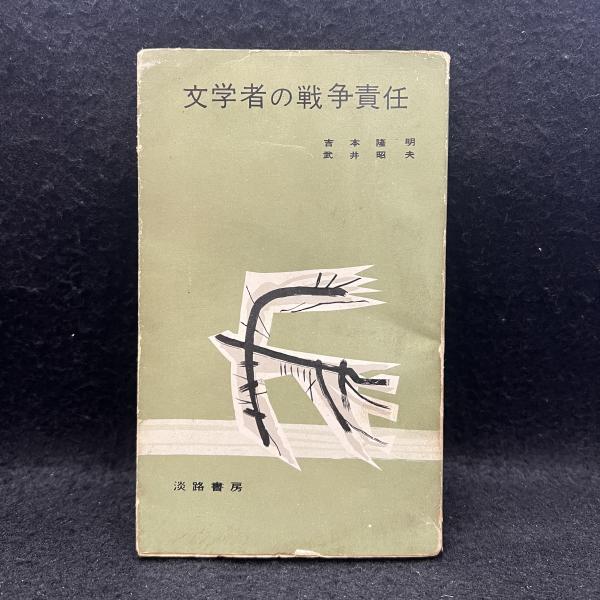 文学者の戦争責任
吉本隆明
武井昭夫
淡路書房